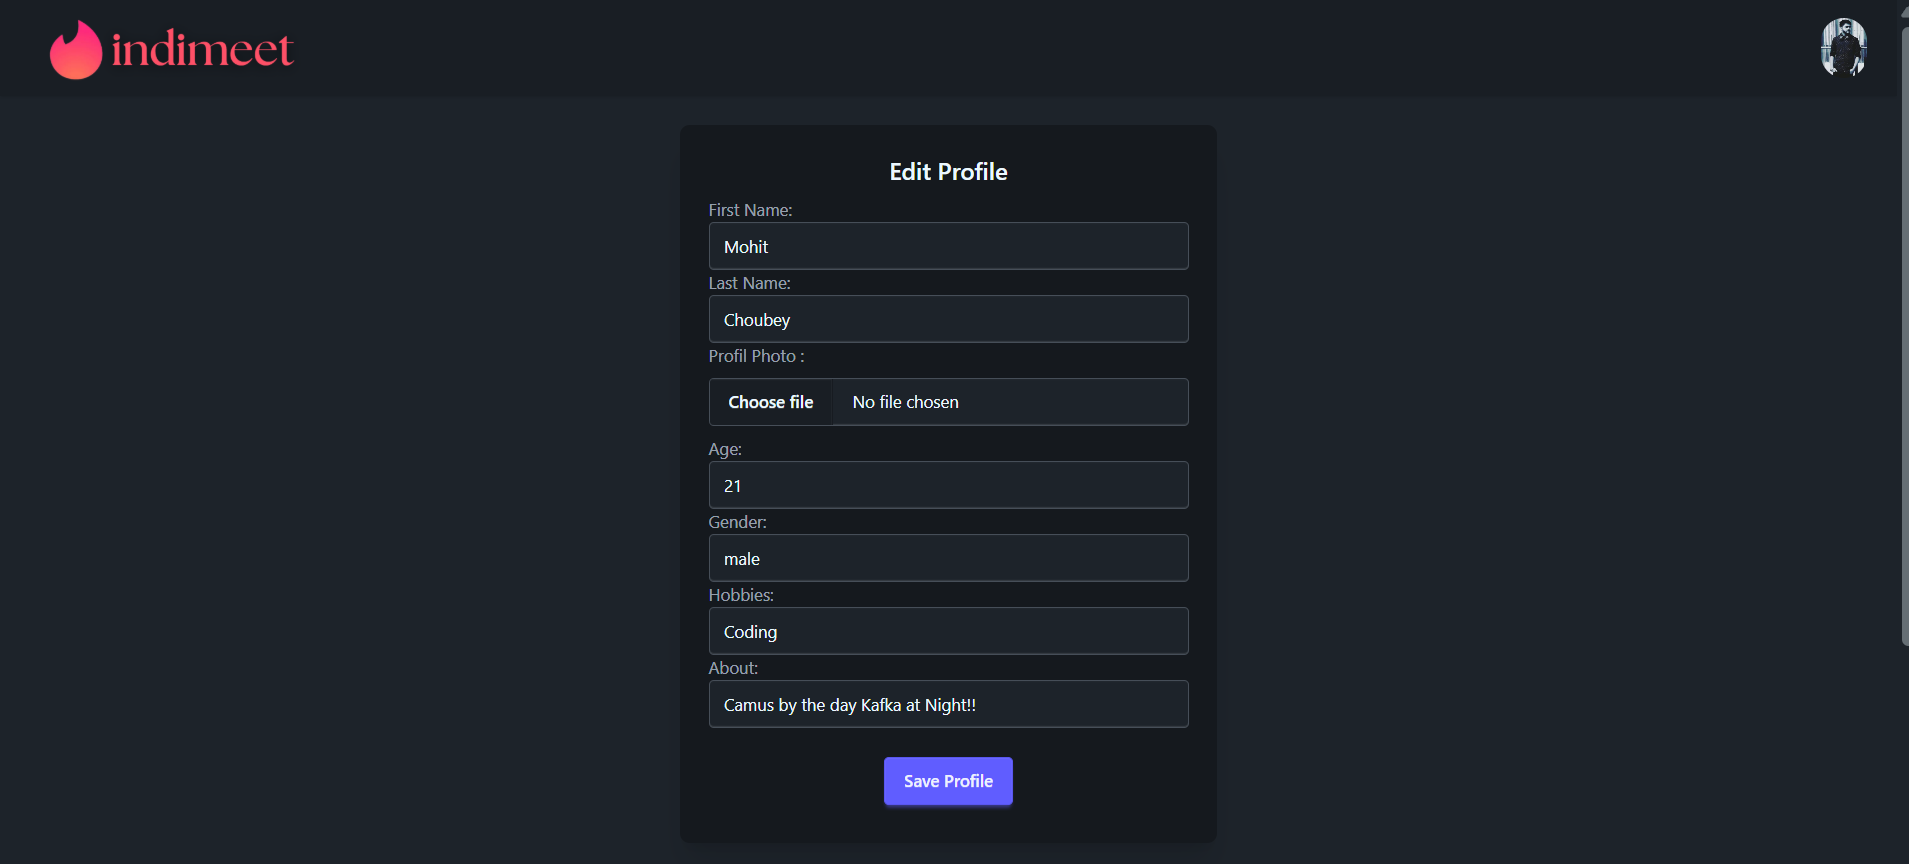 indimeet
Edit Profile
First Name:
Mohit
Last Name:
Choubey
Profil Photo :
Choose file No file chosen
Age:
21
Gender:
male
Hobbies:
Coding
About:
Camus by the day Kafka at Night!!
Save Profile